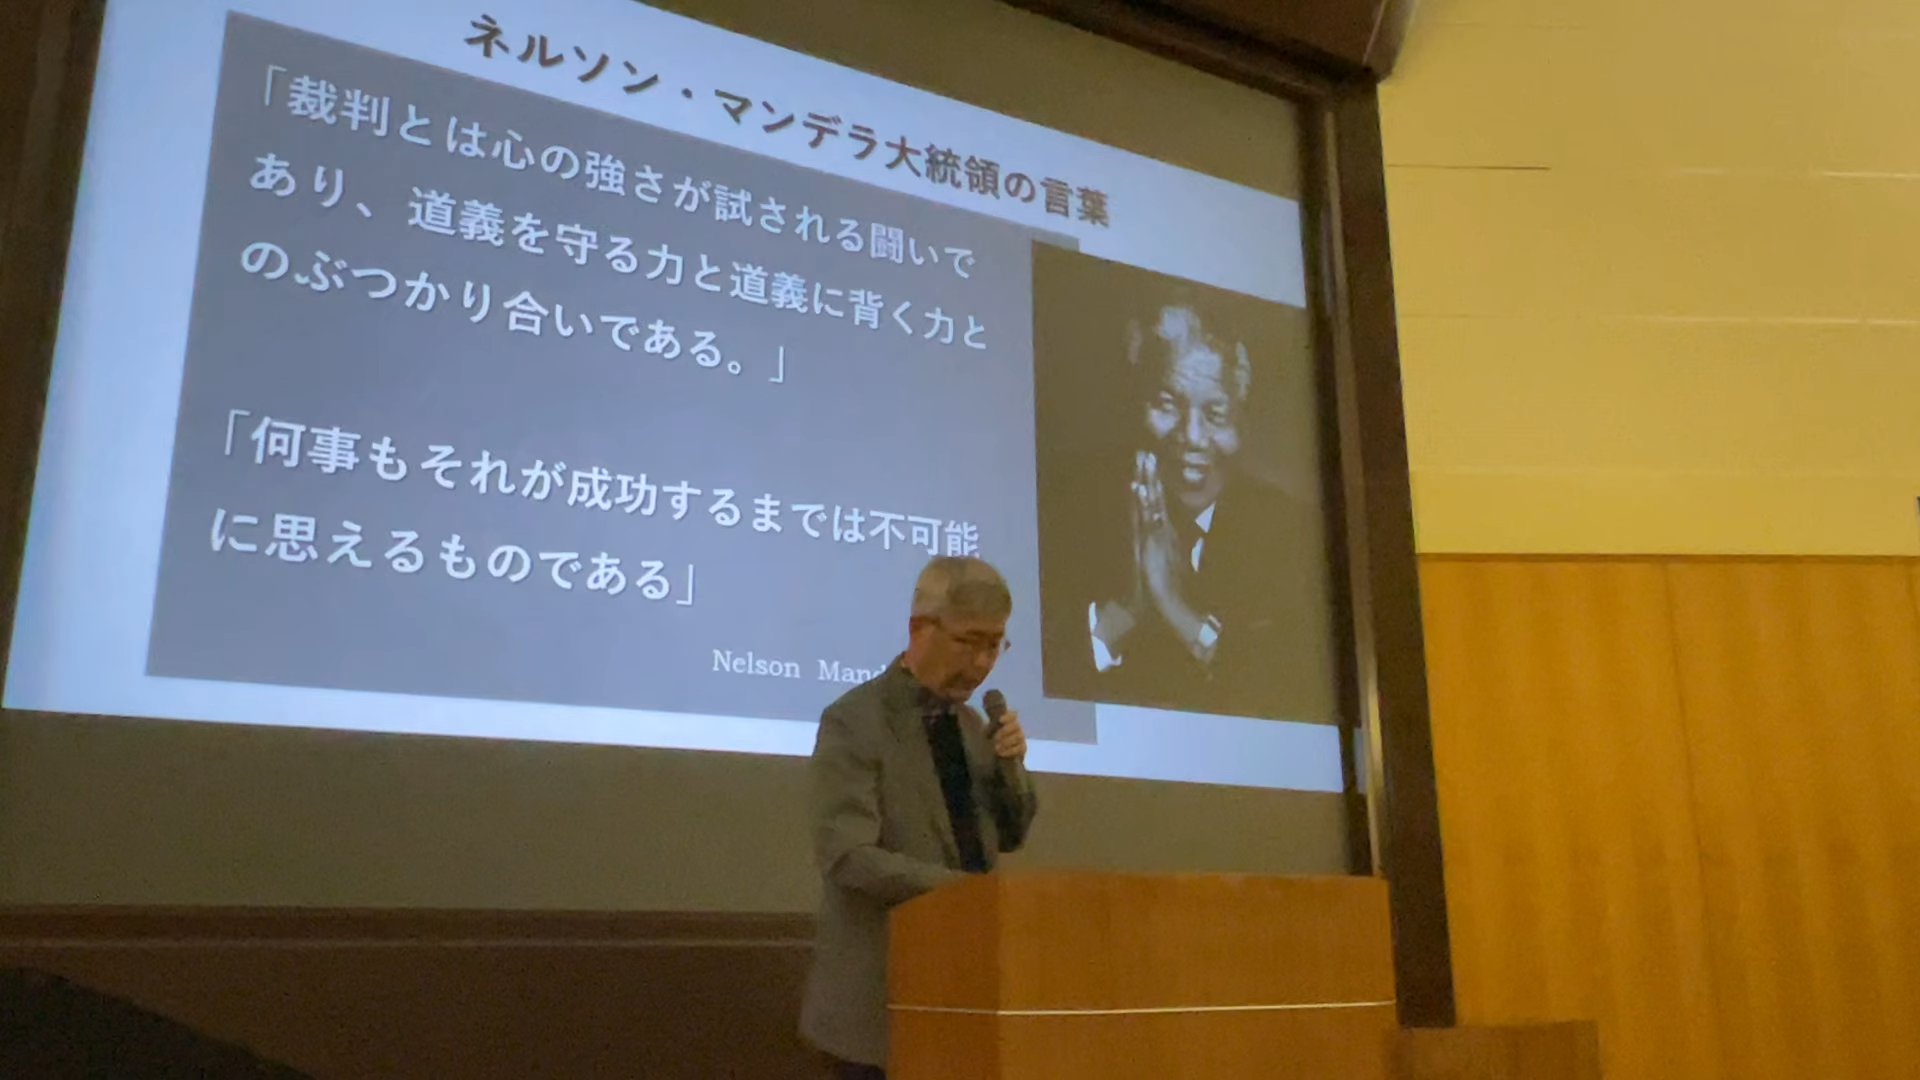 ネルソン・マンデラ大統領の言葉
「裁判とは心の強さが試される闘いで
あり、道義を守る力と道義に背く力と
のぶつかり合いである。」
「何事もそれが成功するまでは不可能
に思えるものである」
Nelson